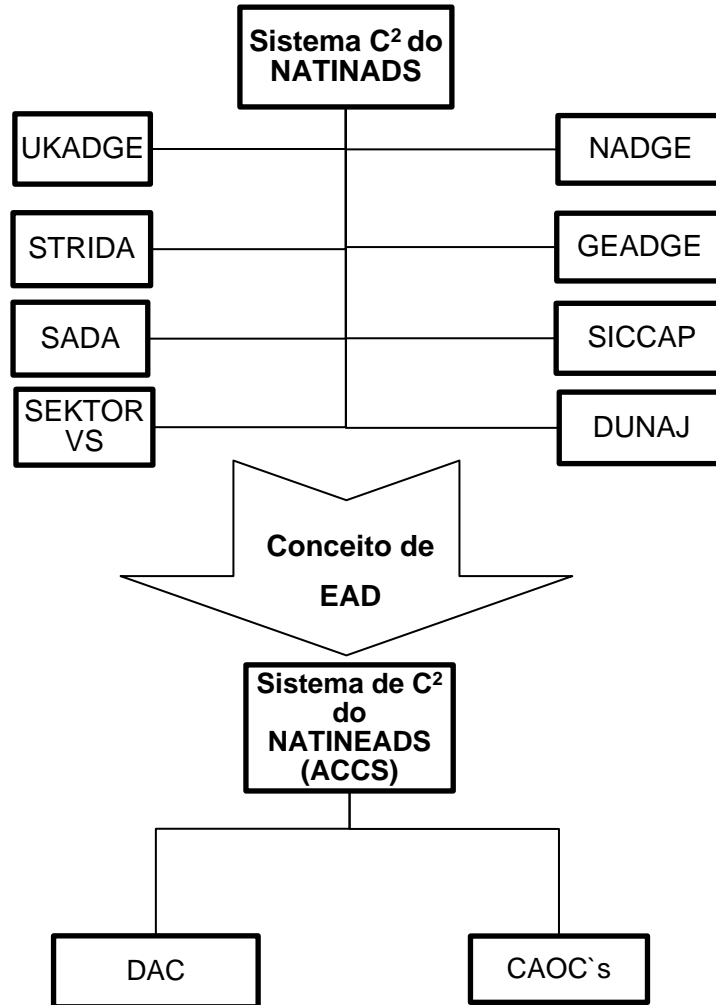 Sistema C² do
NATINADS
UKADGE
NADGE
STRIDA
GEADGE
SADA
SICCAP
SEKTOR
VS
DUNAJ
Conceito de
EAD
Sistema de C²
do
NATINEADS
(ACCS)
DAC
CAOC`s